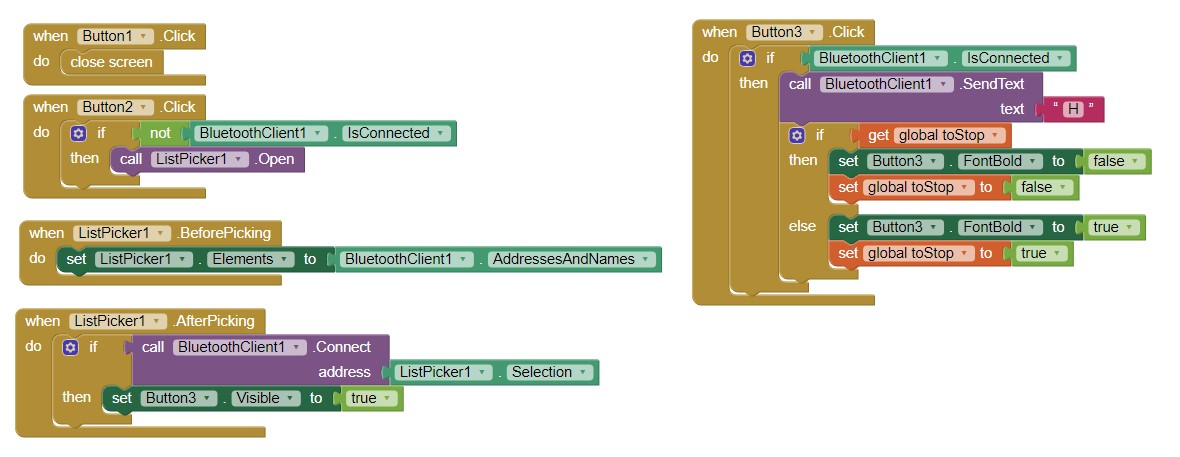 when Button1 .Click
do close screen
when Button2 .Click
do if not BluetoothClient1 . IsConnected
then call ListPicker1 .Open
when ListPicker1 .BeforePicking
do set ListPicker1 . Elements to BluetoothClient1 . AddressesAndNames
when ListPicker1 .AfterPicking
do if call BluetoothClient1 .Connect
address ListPicker1 . Selection
then set Button3 . Visible to true
when Button3 .Click
do if BluetoothClient1 . IsConnected
then call BluetoothClient1 .SendText
text “ H ”
if get global toStop
then set Button3 . FontBold to false
set global toStop to false
else set Button3 . FontBold to true
set global toStop to true